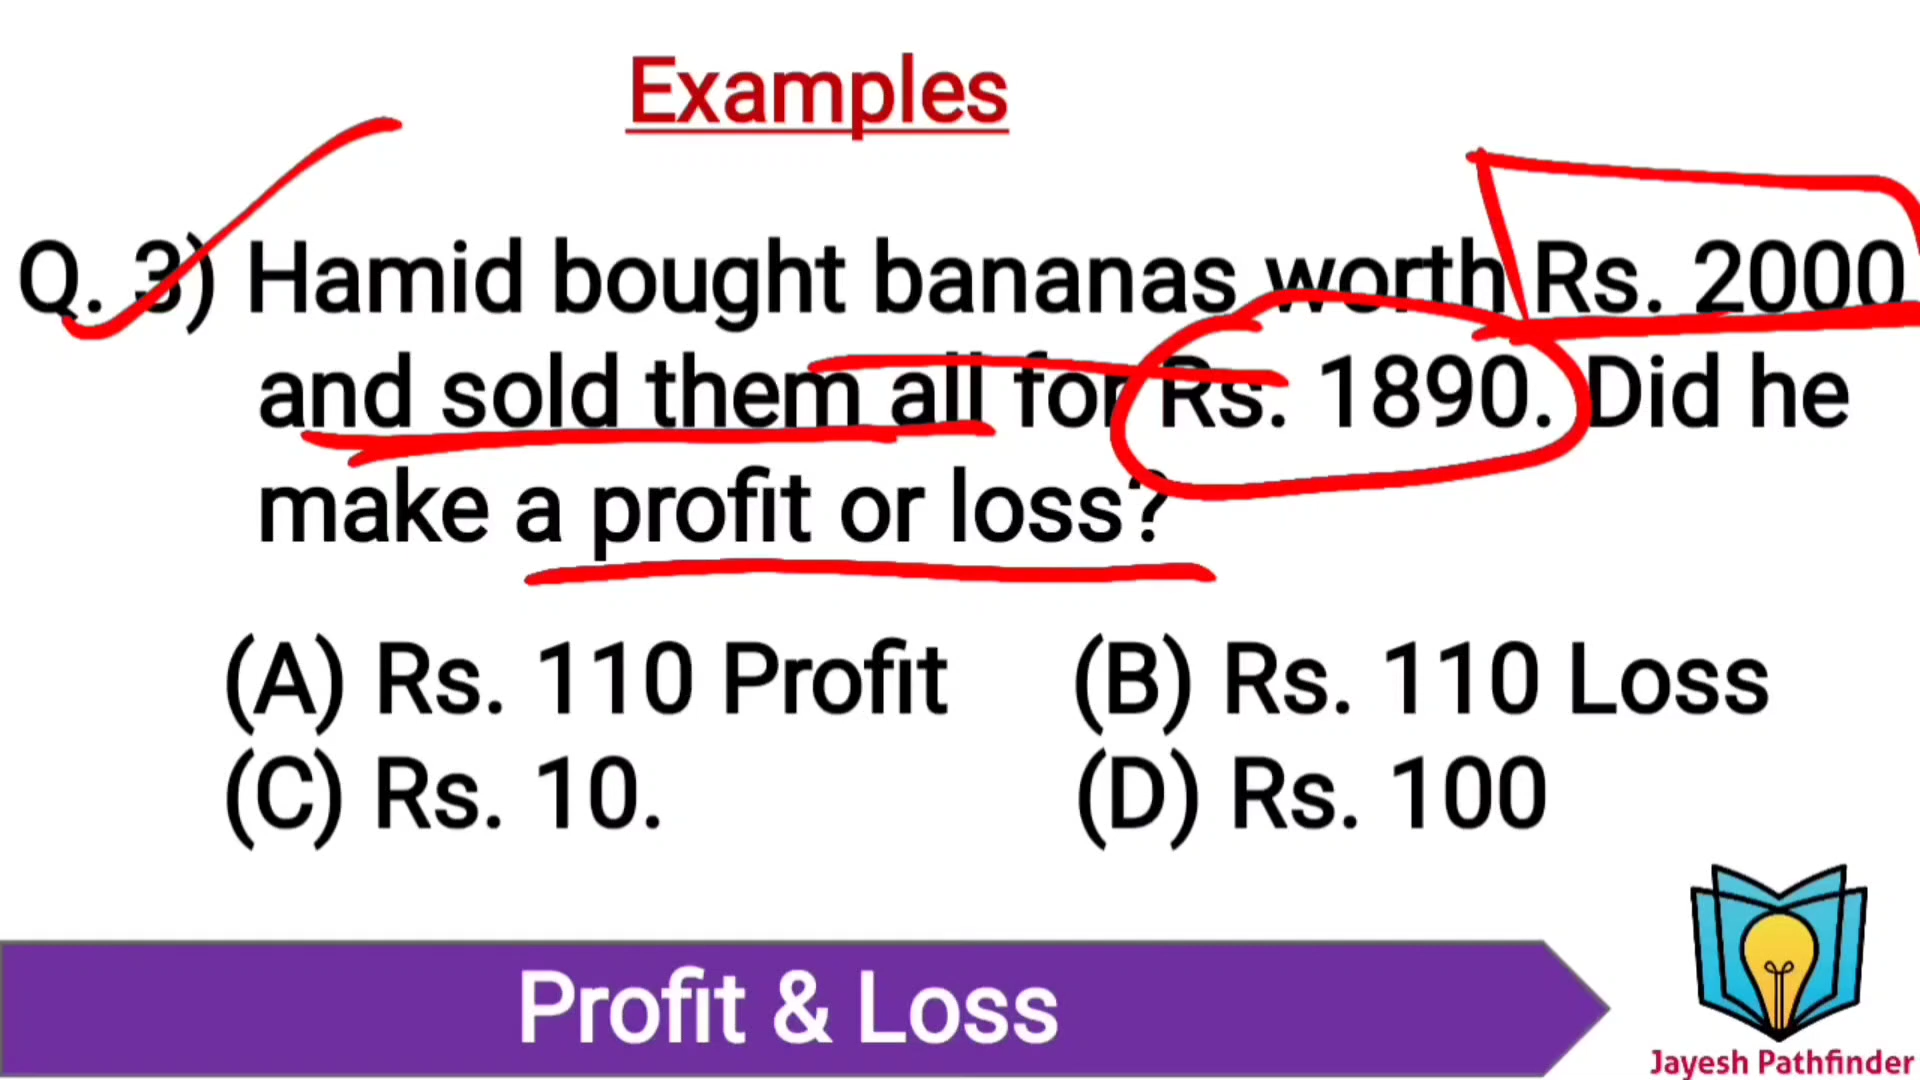 Examples
Q. 3) Hamid bought bananas worth Rs. 2000
and sold them all for Rs. 1890. Did he
make a profit or loss?
(A) Rs. 110 Profit (B) Rs. 110 Loss
(C) Rs. 10. (D) Rs. 100
Profit & Loss
Jayesh Pathfinder